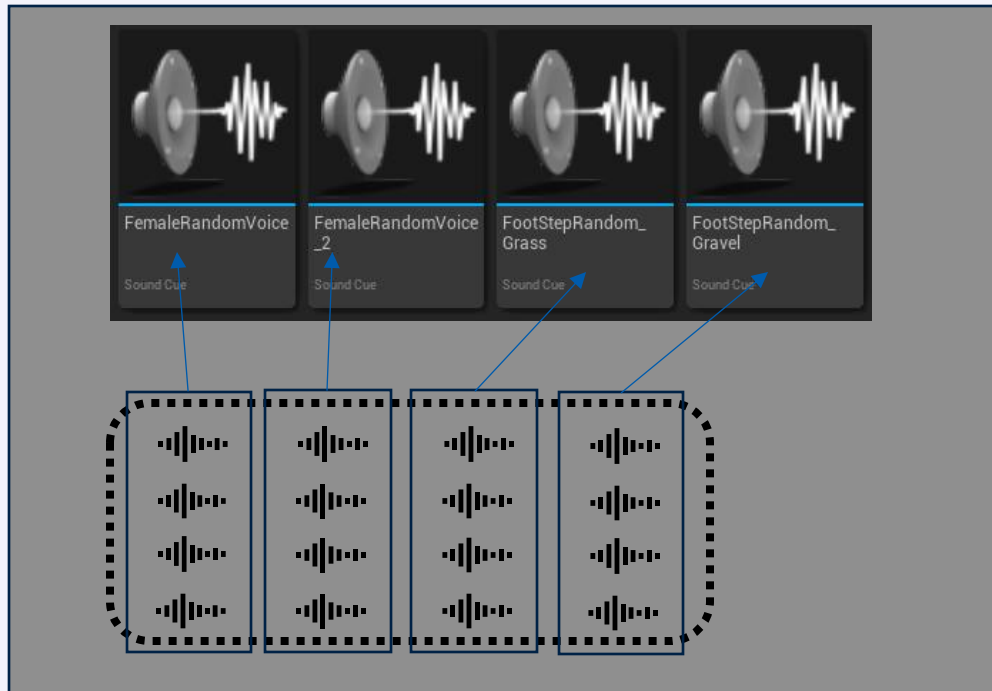 FemaleRandomVoice
Sound Cue
FemaleRandomVoice
_2
Sound Cue
FootStepRandom_
Grass
Sound Cue
FootStepRandom_
Gravel
Sound Cue